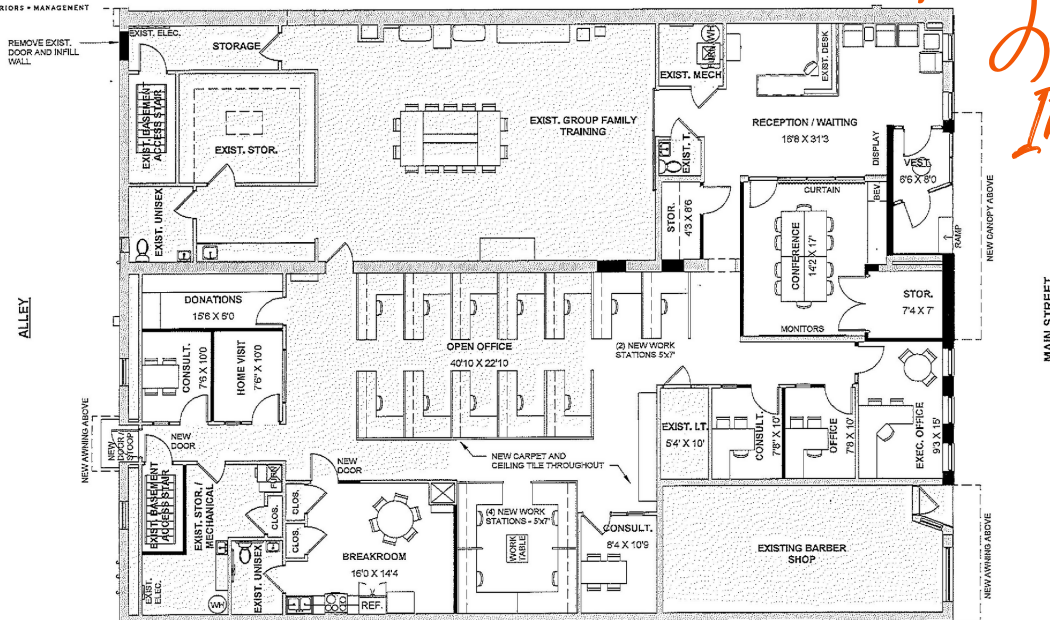 RIORS + MANAGEMENT
REMOVE EXIST.
DOOR AND INFILL
WALL
EXIST. ELEC.
STORAGE
EXIST. BASEMENT
ACCESS STAIR
EXIST. STOR.
EXIST. UNISEX
EXIST. GROUP FAMILY
TRAINING
EXIST. MECH
FURN
WH
EXIST. T.
STOR.
4'3 X 8'6
EXIST. DESK
RECEPTION / WAITING
16'8 X 31'3
DISPLAY
VEST.
6'6 X 8'0
CURTAIN
BEV.
CONFERENCE
14'2 X 17'
MONITORS
RAMP
NEW CANOPY ABOVE
STOR.
7'4 X 7'
ALLEY
MAIN STREET
DONATIONS
15'6 X 5'0
CONSULT.
7'6 X 10'0
HOME VISIT
7'6" X 10'0
OPEN OFFICE
40'10 X 22'10
(2) NEW WORK
STATIONS 5'x7'
NEW AWNING ABOVE
NEW
DOOR /
STOOP
NEW
DOOR
NEW
DOOR
NEW CARPET AND
CEILING TILE THROUGHOUT
EXIST. I.T.
5'4' X 10'
CONSULT.
7'8" X 10'
OFFICE
7'8 X 10'
EXEC. OFFICE
9'3 X 15'
EXIST. BASEMENT
ACCESS STAIR
EXIST. STOR. /
MECHANICAL
FURN
CLOS.
CLOS.
CLOS.
EXIST.
ELEC.
WH
EXIST. UNISEX
BREAKROOM
16'0 X 14'4
REF.
(4) NEW WORK
STATIONS - 5'x7'
WORK
TABLE
CONSULT.
8'4 X 10'9
EXISTING BARBER
SHOP
NEW AWNING ABOVE